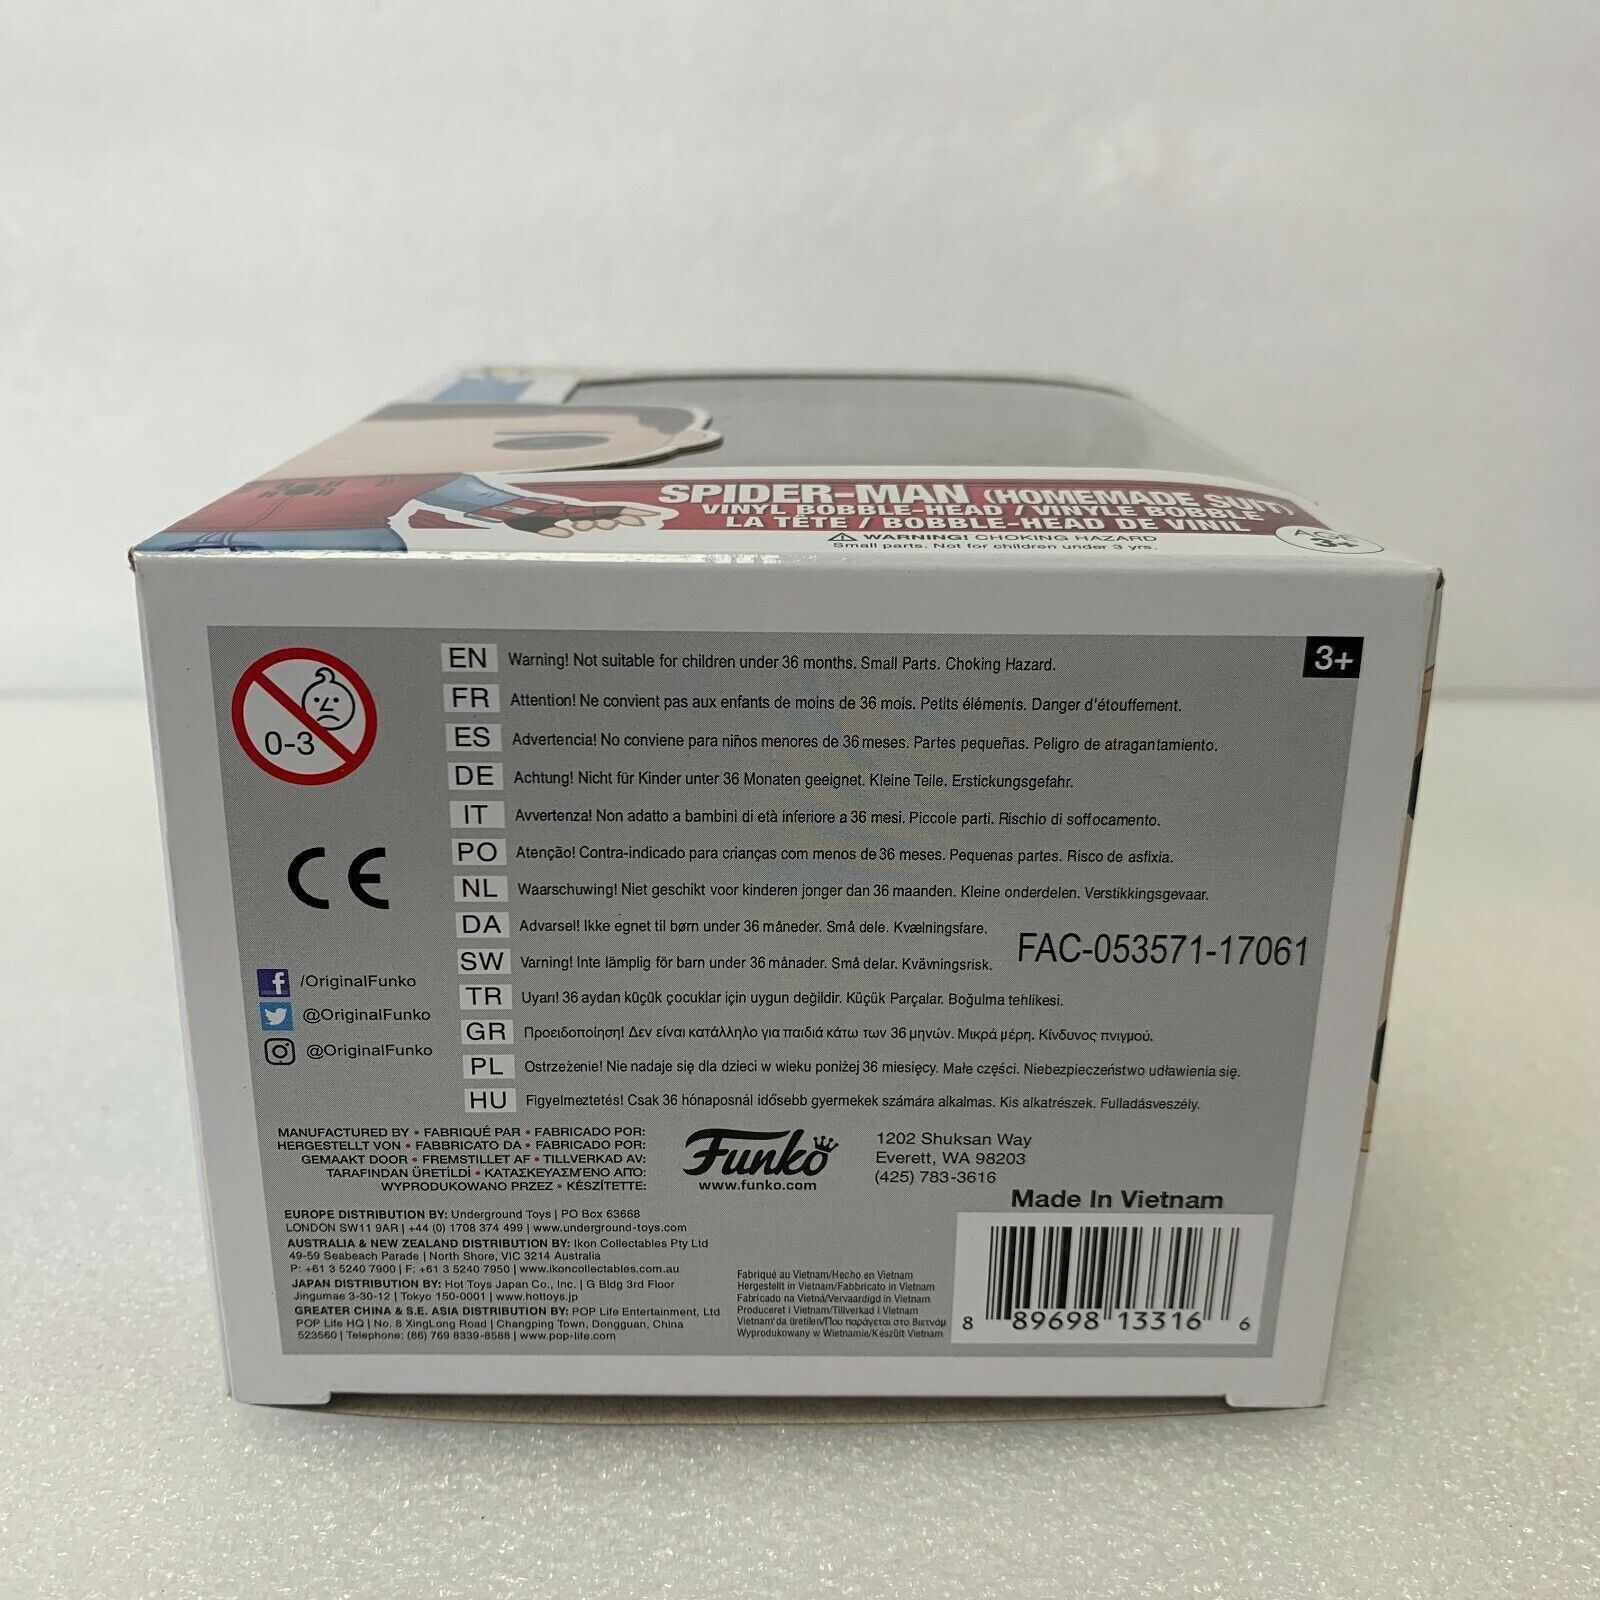 SPIDER-MAN (HOMEMADE SUIT)
VINYL BOBBLE-HEAD / VINYLE BOBBLE
LA TÊTE / BOBBLE-HEAD DE VINIL
WARNING! CHOKING HAZARD
Small parts. Not for children under 3 yrs.
3+
0-3
EN Warning! Not suitable for children under 36 months. Small Parts. Choking Hazard.
3+
FR Attention! Ne convient pas aux enfants de moins de 36 mois. Petits éléments. Danger d'étouffement.
ES Advertencia! No conviene para niños menores de 36 meses. Partes pequeñas. Peligro de atragantamiento.
DE Achtung! Nicht für Kinder unter 36 Monaten geeignet. Kleine Teile. Erstickungsgefahr.
IT Avvertenza! Non adatto a bambini di età inferiore a 36 mesi. Piccole parti. Rischio di soffocamento.
PO Atenção! Contra-indicado para crianças com menos de 36 meses. Pequenas partes. Risco de asfixia.
NL Waarschuwing! Niet geschikt voor kinderen jonger dan 36 maanden. Kleine onderdelen. Verstikkingsgevaar.
DA Advarsel! Ikke egnet til børn under 36 måneder. Små dele. Kvælningsfare.
SW Varning! Inte lämplig för barn under 36 månader. Små delar. Kvävningsrisk.
TR Uyarı! 36 aydan küçük çocuklar için uygun değildir. Küçük Parçalar. Boğulma tehlikesi.
GR Προειδοποίηση! Δεν είναι κατάλληλο για παιδιά κάτω των 36 μηνών. Μικρά μέρη. Κίνδυνος πνιγμού.
PL Ostrzeżenie! Nie nadaje się dla dzieci w wieku poniżej 36 miesięcy. Małe części. Niebezpieczeństwo udławienia się.
HU Figyelmeztetés! Csak 36 hónaposnál idősebb gyermekek számára alkalmas. Kis alkatrészek. Fulladásveszély.
FAC-053571-17061
CE
/OriginalFunko
@OriginalFunko
@OriginalFunko
MANUFACTURED BY • FABRIQUÉ PAR • FABRICADO POR:
HERGESTELLT VON • FABBRICATO DA • FABRICADO POR:
GEMAAKT DOOR • FREMSTILLET AF • TILLVERKAD AV:
TARAFINDAN ÜRETİLDİ • ΚΑΤΑΣΚΕΥΑΣΜΈΝΟ ΑΠΌ:
WYPRODUKOWANO PRZEZ • KÉSZÍTETTE:
Funko
www.funko.com
1202 Shuksan Way
Everett, WA 98203
(425) 783-3616
Made In Vietnam
EUROPE DISTRIBUTION BY: Underground Toys | PO Box 63668
LONDON SW11 9AR | +44 (0) 1708 374 499 | www.underground-toys.com
AUSTRALIA & NEW ZEALAND DISTRIBUTION BY: Ikon Collectables Pty Ltd
49-59 Seabeach Parade | North Shore, VIC 3214 Australia
P: +61 3 5240 7900 | F: +61 3 5240 7950 | www.ikoncollectables.com.au
JAPAN DISTRIBUTION BY: Hot Toys Japan Co., Inc. | G Bldg 3rd Floor
Jingumae 3-30-12 | Tokyo 150-0001 | www.hottoys.jp
GREATER CHINA & S.E. ASIA DISTRIBUTION BY: POP Life Entertainment, Ltd
POP Life HQ | No. 8 XingLong Road | Changping Town, Dongguan, China
523560 | Telephone: (86) 769 8339-8588 | www.pop-life.com
Fabriqué au Vietnam/Hecho en Vietnam
Hergestellt in Vietnam/Fabbricato in Vietnam
Fabricado na Vietnã/Vervaardigd in Vietnam
Produceret i Vietnam/Tillverkad i Vietnam
Vietnam'da üretilen/Που παράγεται στο Βιετνάμ
Wyprodukowany w Wietnamie/Készült Vietnam
8 89698 13316 6